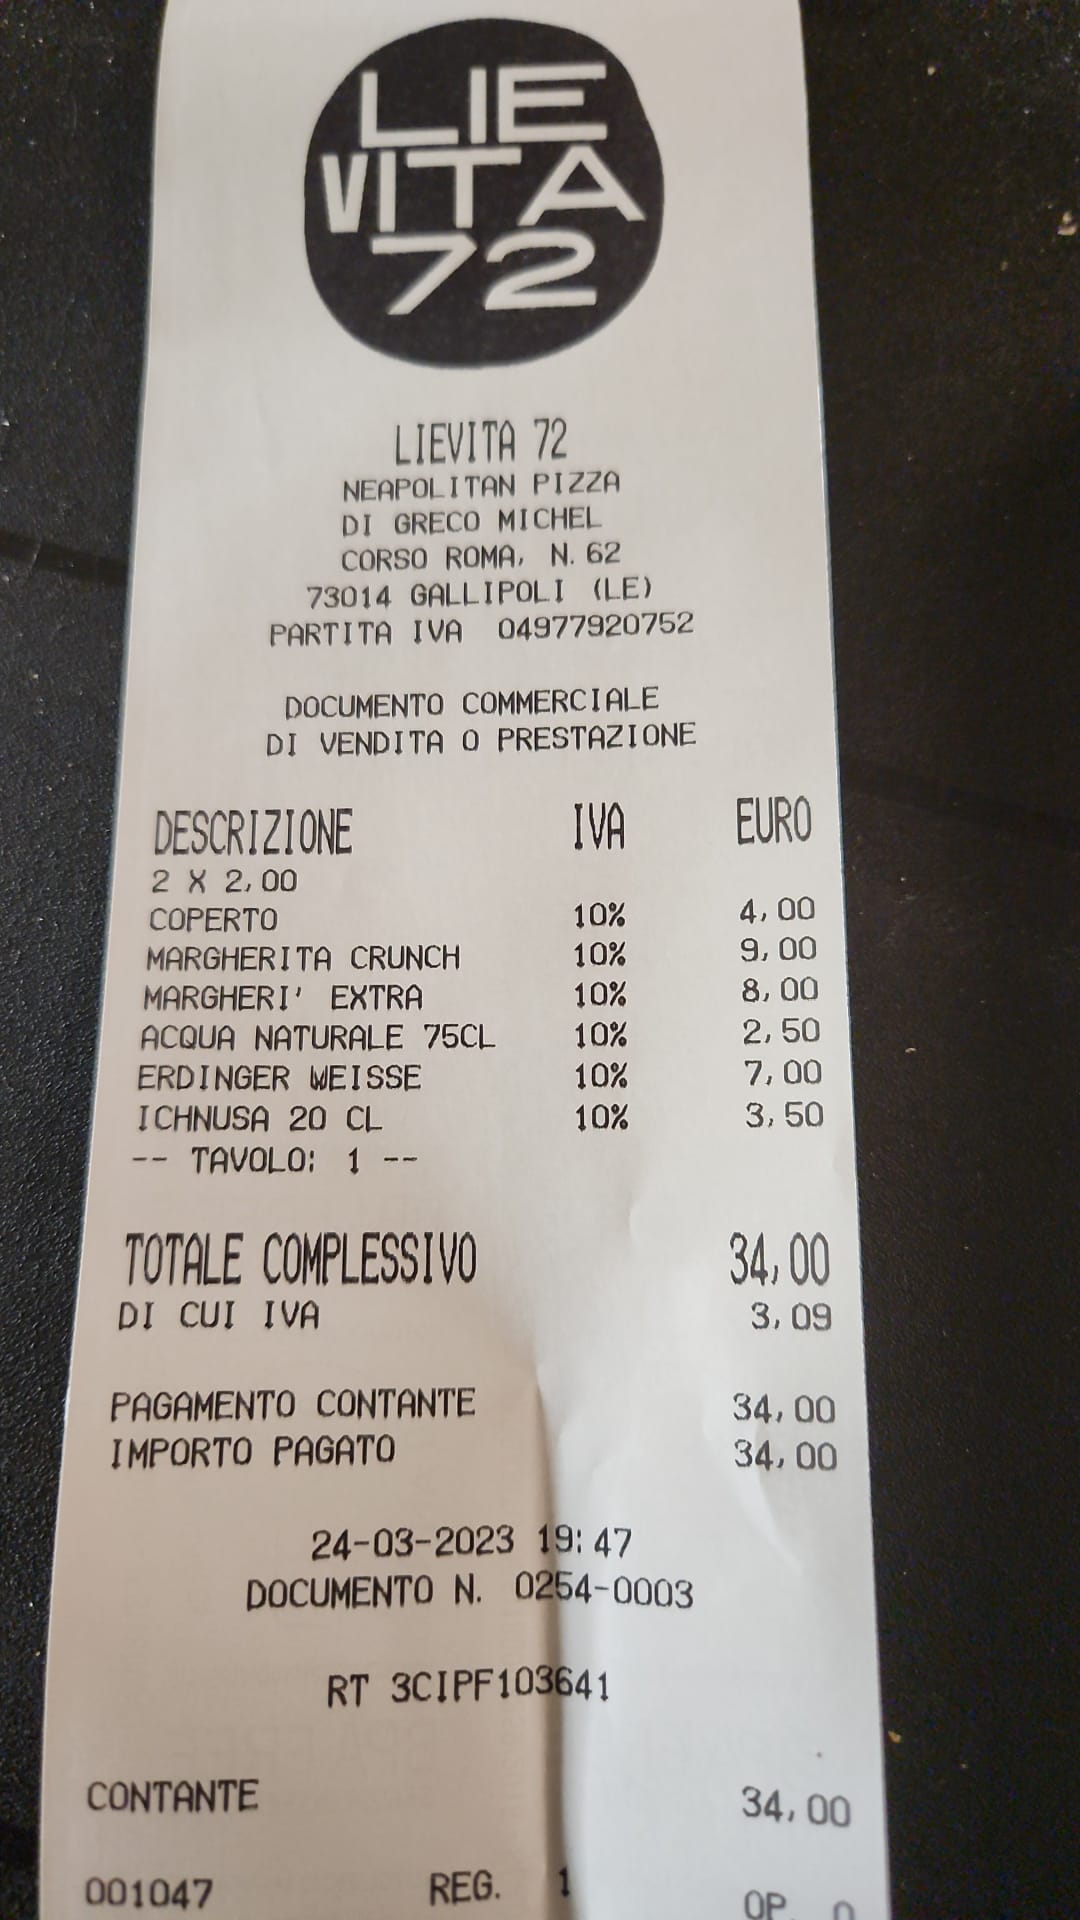 LIE
VITA
72
LIEVITA 72
NEAPOLITAN PIZZA
DI GRECO MICHEL
CORSO ROMA, N. 62
73014 GALLIPOLI (LE)
PARTITA IVA 04977920752
DOCUMENTO COMMERCIALE
DI VENDITA O PRESTAZIONE
DESCRIZIONE IVA EURO
2 X 2,00
COPERTO 10% 4,00
MARGHERITA CRUNCH 10% 9,00
MARGHERI' EXTRA 10% 8,00
ACQUA NATURALE 75CL 10% 2,50
ERDINGER WEISSE 10% 7,00
ICHNUSA 20 CL 10% 3,50
-- TAVOLO: 1 --
TOTALE COMPLESSIVO 34,00
DI CUI IVA 3,09
PAGAMENTO CONTANTE 34,00
IMPORTO PAGATO 34,00
24-03-2023 19:47
DOCUMENTO N. 0254-0003
RT 3CIPF103641
CONTANTE 34,00
001047 REG. 1 OP. 0